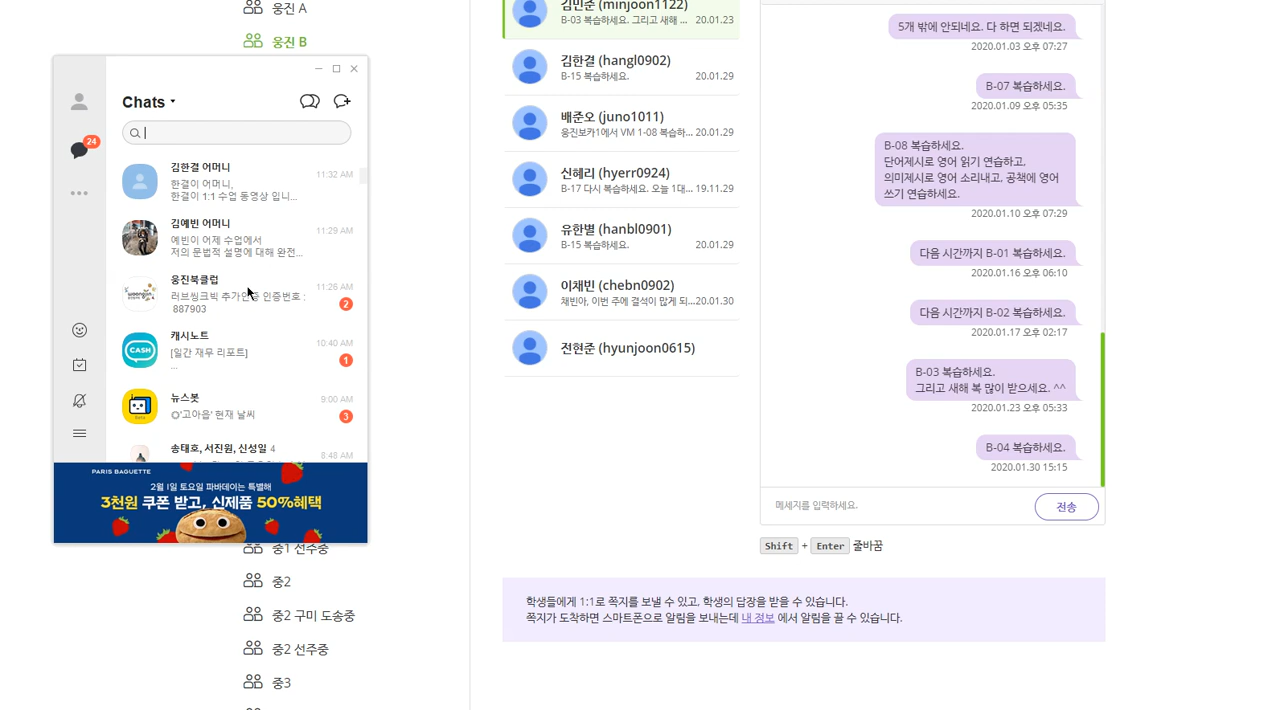 웅진 A
웅진 B
Chats
24
김한결 어머니
11:32 AM
한결이 어머니,
한결이 1:1 수업 동영상 입니...
김예빈 어머니
11:29 AM
예빈이 어제 수업에서
저의 문법적 설명에 대해 완전...
웅진북클럽
11:26 AM
러브씽크빅 추가인증 인증번호 :
887903
2
캐시노트
10:40 AM
[일간 재무 리포트]
...
1
CASH
뉴스봇
9:00 AM
◎'고아읍' 현재 날씨
3
송태호, 서진원, 신성일 4
8:48 AM
PARIS BAGUETTE
2월 1일 토요일 파바데이는 특별해
3천원 쿠폰 받고, 신제품 50%혜택
중1 선주중
중2
중2 구미 도송중
중2 선주중
중3
김민준 (minjoon1122)
B-03 복습하세요. 그리고 새해 ... 20.01.23
김한결 (hangl0902)
B-15 복습하세요. 20.01.29
배준오 (juno1011)
웅진보카1에서 VM 1-08 복습하... 20.01.29
신혜리 (hyerr0924)
B-17 다시 복습하세요. 오늘 1대... 19.11.29
유한별 (hanbl0901)
B-15 복습하세요. 20.01.29
이채빈 (chebn0902)
채빈아, 이번 주에 결석이 많게 되... 20.01.30
전현준 (hyunjoon0615)
5개 밖에 안되네요. 다 하면 되겠네요.
2020.01.03 오후 07:27
B-07 복습하세요.
2020.01.09 오후 05:35
B-08 복습하세요.
단어제시로 영어 읽기 연습하고,
의미제시로 영어 소리내고, 공책에 영어
쓰기 연습하세요.
2020.01.10 오후 07:29
다음 시간까지 B-01 복습하세요.
2020.01.16 오후 06:10
다음 시간까지 B-02 복습하세요.
2020.01.17 오후 02:17
B-03 복습하세요.
그리고 새해 복 많이 받으세요. ^^
2020.01.23 오후 05:33
B-04 복습하세요.
2020.01.30 15:15
메세지를 입력하세요.
전송
Shift + Enter 줄바꿈
학생들에게 1:1로 쪽지를 보낼 수 있고, 학생의 답장을 받을 수 있습니다.
쪽지가 도착하면 스마트폰으로 알림을 보내는데 내 정보 에서 알림을 끌 수 있습니다.